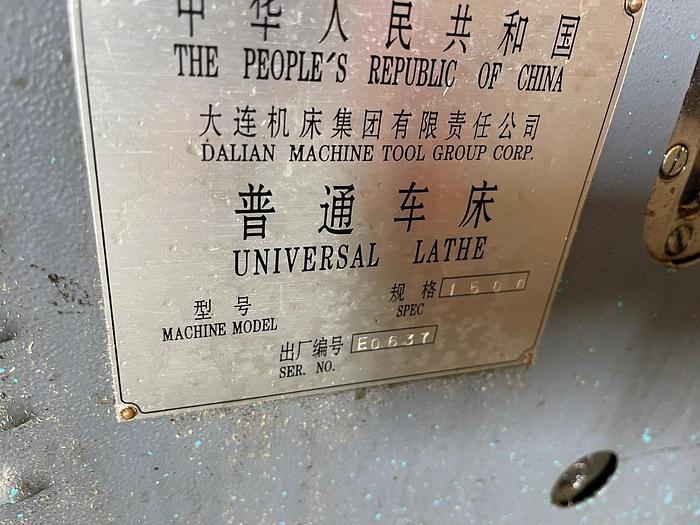 中华人民共和国
THE PEOPLE'S REPUBLIC OF CHINA
大连机床集团有限责任公司
DALIAN MACHINE TOOL GROUP CORP.
普通车床
UNIVERSAL LATHE
型号
MACHINE MODEL
规格 1500
SPEC
出厂编号 E0637
SER. NO.